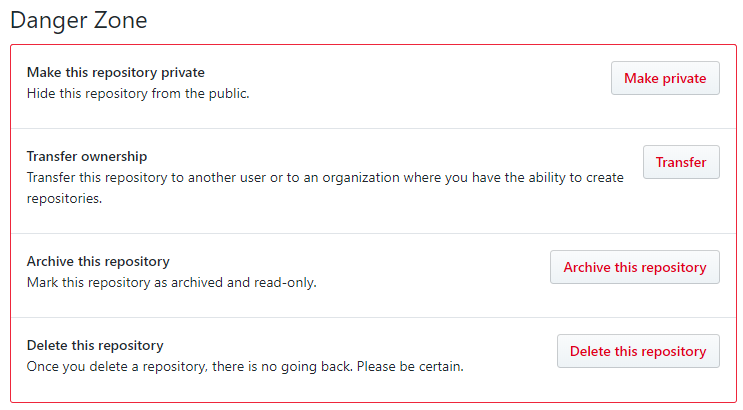 Danger Zone
Make this repository private
Hide this repository from the public.
Make private
Transfer ownership
Transfer this repository to another user or to an organization where you have the ability to create
repositories.
Transfer
Archive this repository
Mark this repository as archived and read-only.
Archive this repository
Delete this repository
Once you delete a repository, there is no going back. Please be certain.
Delete this repository